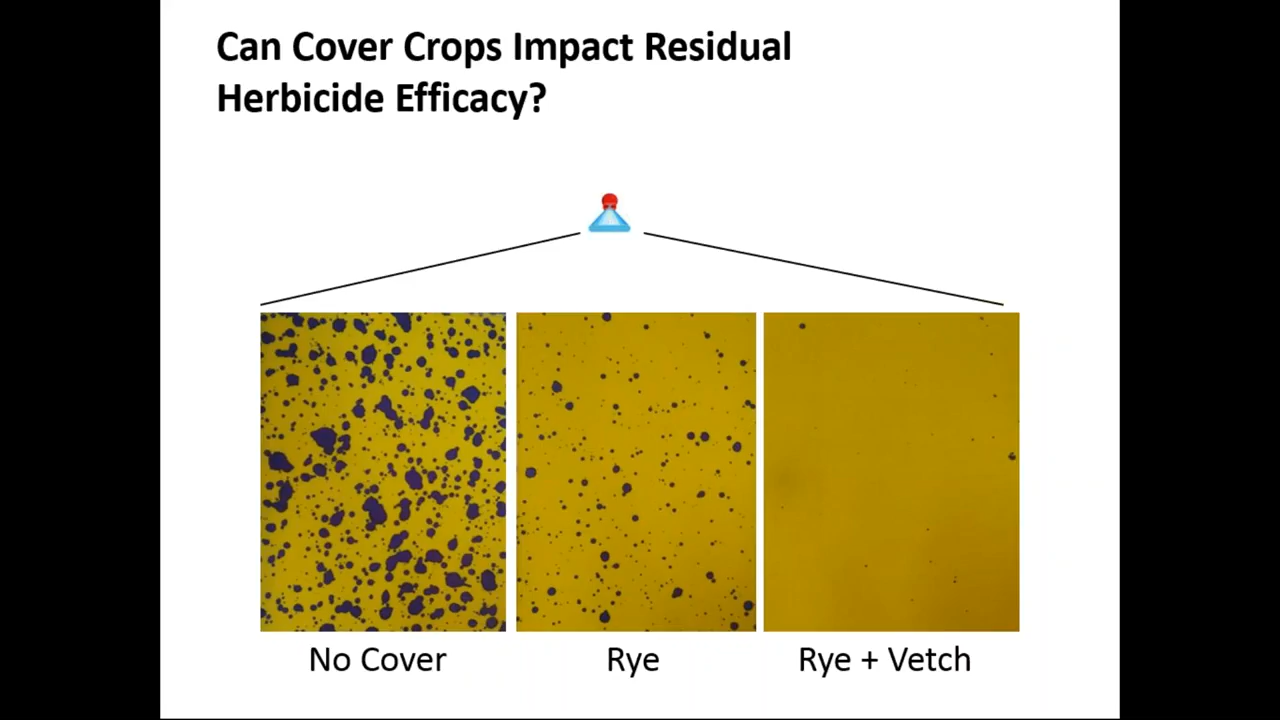 Can Cover Crops Impact Residual
Herbicide Efficacy?
No Cover
Rye
Rye + Vetch